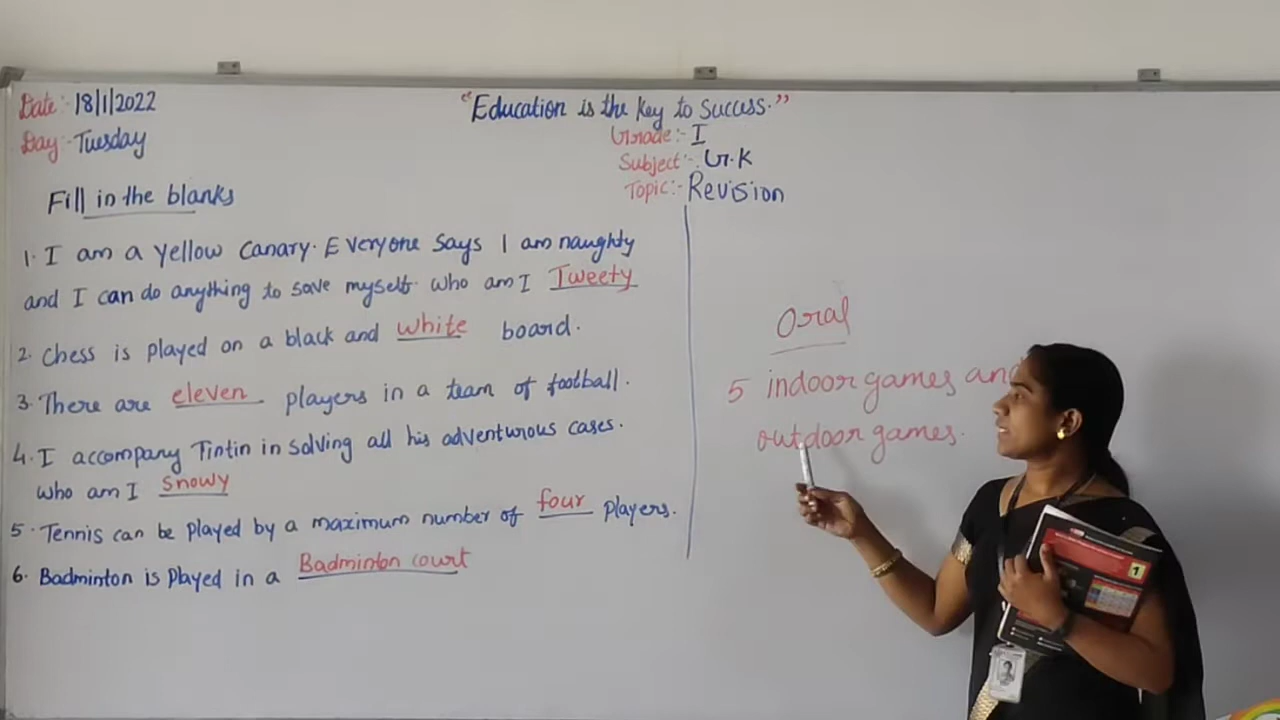 Date:- 18/1/2022
Day:- Tuesday
"Education is the key to success."
Grade:- I
Subject:- G.K
Topic:- Revision
Fill in the blanks
1. I am a yellow canary. Everyone says I am naughty
and I can do anything to save myself. who am I Tweety
2. Chess is played on a black and white board.
3. There are eleven players in a team of football.
4. I accompany Tintin in solving all his adventurous cases.
who am I Snowy
5. Tennis can be played by a maximum number of four players.
6. Badminton is played in a Badminton court
Oral
5 indoor games and
outdoor games.
1